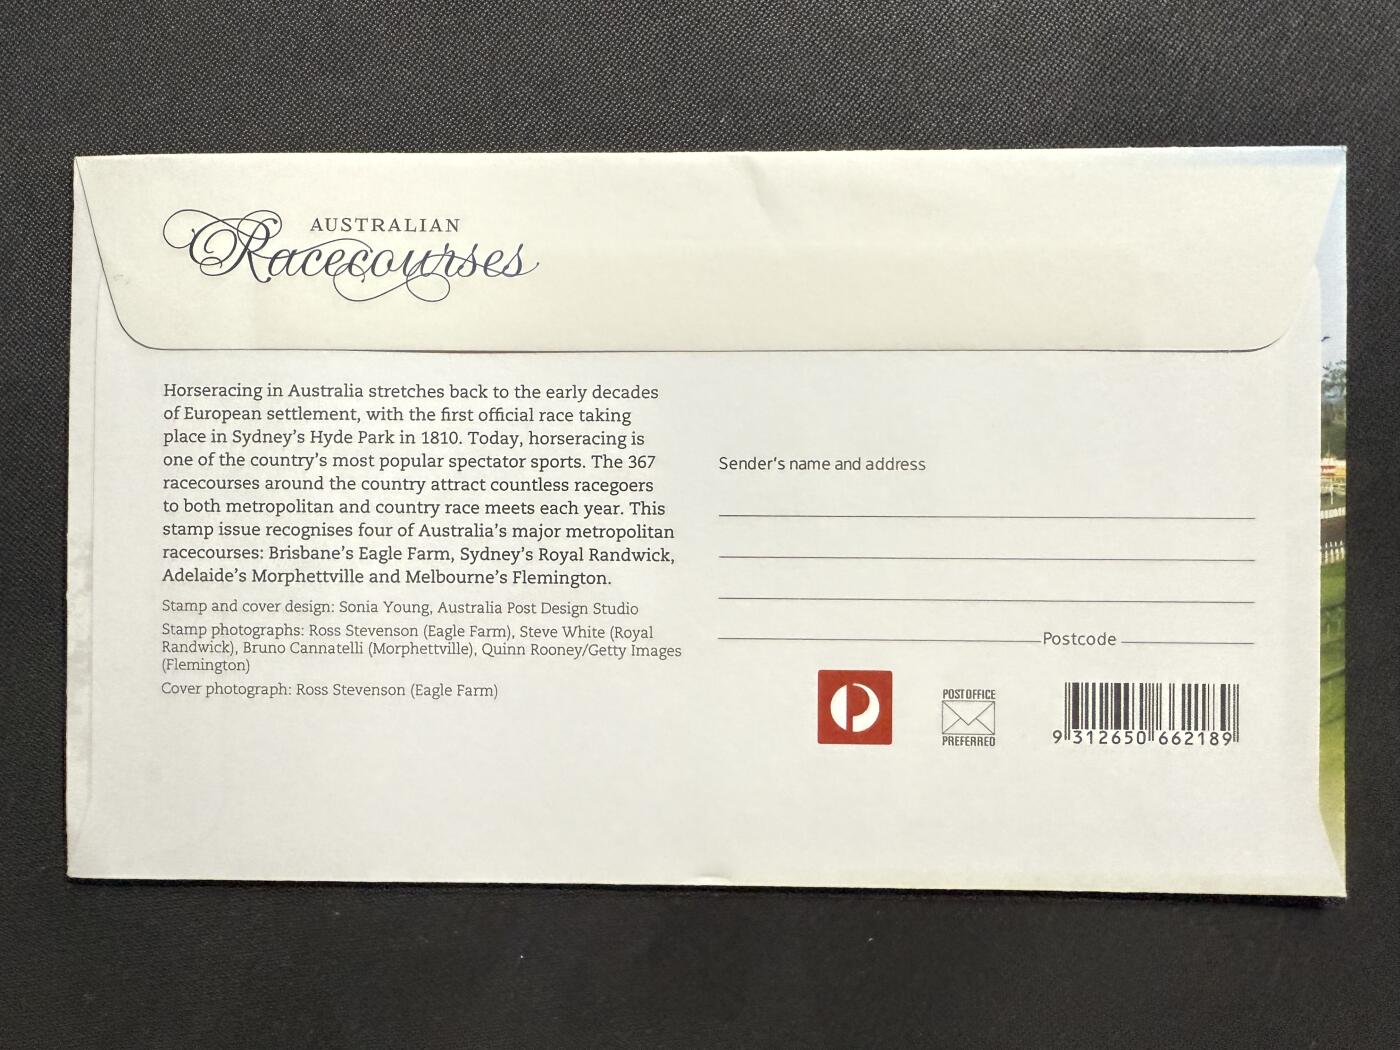 AUSTRALIAN
Racecourses
Horseracing in Australia stretches back to the early decades
of European settlement, with the first official race taking
place in Sydney's Hyde Park in 1810. Today, horseracing is
one of the country's most popular spectator sports. The 367
racecourses around the country attract countless racegoers
to both metropolitan and country race meets each year. This
stamp issue recognises four of Australia's major metropolitan
racecourses: Brisbane's Eagle Farm, Sydney's Royal Randwick,
Adelaide's Morphettville and Melbourne's Flemington.
Stamp and cover design: Sonia Young, Australia Post Design Studio
Stamp photographs: Ross Stevenson (Eagle Farm), Steve White (Royal
Randwick), Bruno Cannatelli (Morphettville), Quinn Rooney/Getty Images
(Flemington)
Cover photograph: Ross Stevenson (Eagle Farm)
Sender's name and address
Postcode
POST OFFICE
PREFERRED
9 312650 662189